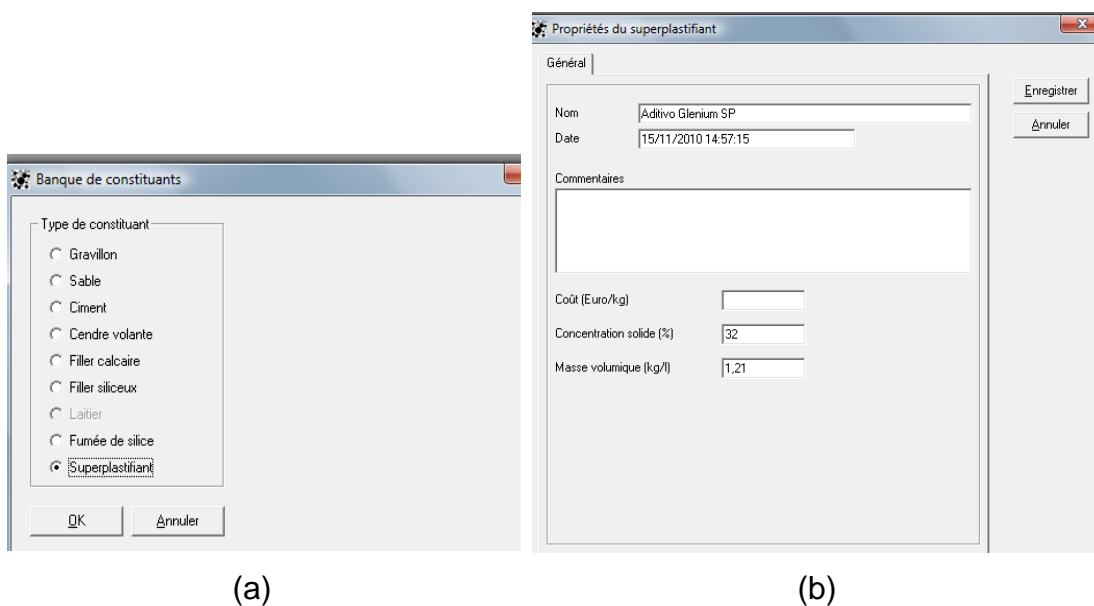 Banque de constituants
Type de constituant
Gravillon
Sable
Ciment
Cendre volante
Filler calcaire
Filler siliceux
Laitier
Fumée de silice
Superplastifiant
OK
Annuler
(a)
Propriétés du superplastifiant
Général
Enregistrer
Annuler
Nom
Aditivo Glenium SP
Date
15/11/2010 14:57:15
Commentaires
Coût (Euro/kg)
Concentration solide (%)
32
Masse volumique (kg/l)
1,21
(b)